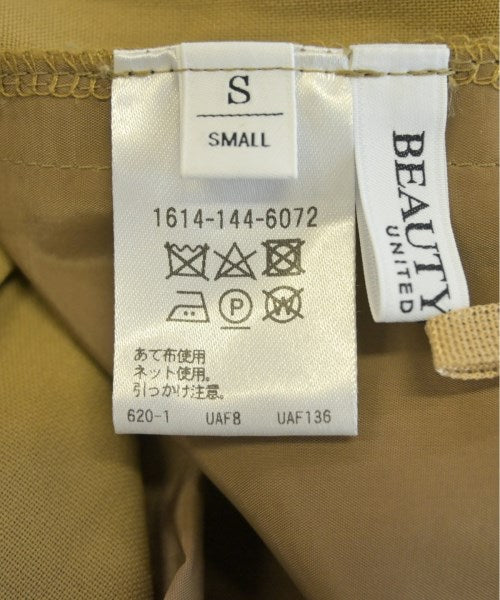 S
SMALL
BEAUTY
UNITED
1614-144-6072
P
W
あて布使用
ネット使用。
引っかけ注意。
620-1 UAF8 UAF136